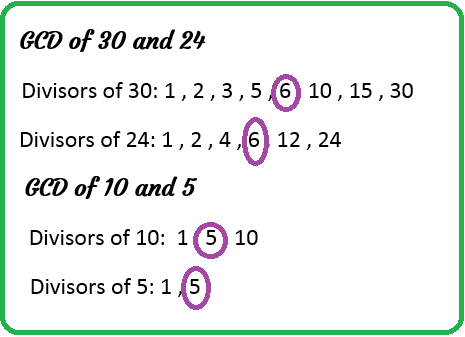 GCD of 30 and 24
Divisors of 30: 1 , 2 , 3 , 5 , 6 10 , 15 , 30
Divisors of 24: 1 , 2 , 4 , 6 12 , 24
GCD of 10 and 5
Divisors of 10: 1 5 10
Divisors of 5: 1 , 5